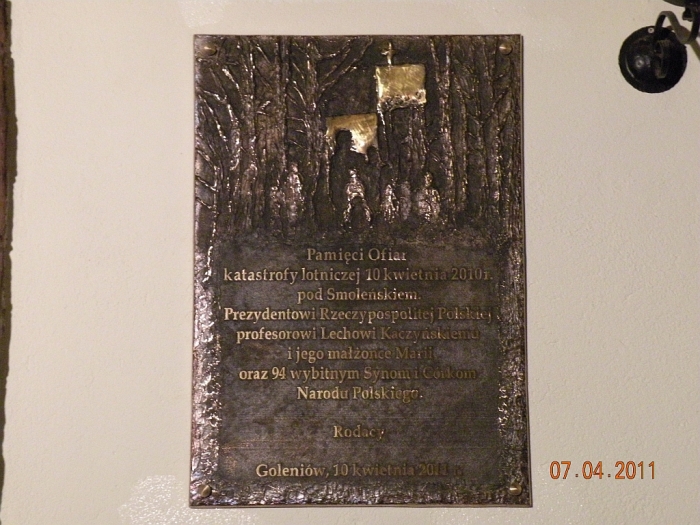 Pamięci Ofiar
katastrofy lotniczej 10 kwietnia 2010 r.
pod Smoleńskiem.
Prezydentowi Rzeczypospolitej Polskiej
profesorowi Lechowi Kaczyńskiemu
i jego małżonce Marii
oraz 94 wybitnym Synom i Córkom
Narodu Polskiego.
Rodacy
Goleniów, 10 kwietnia 2011 r.
07.04.2011